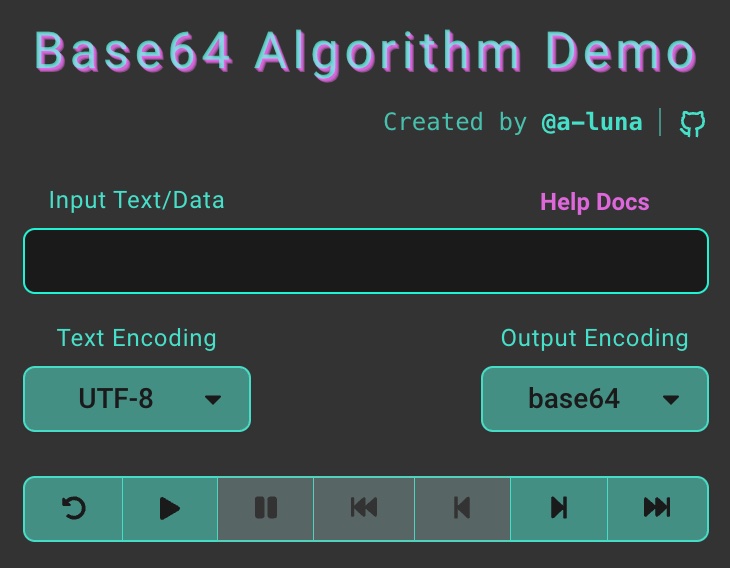 Base64 Algorithm Demo
Created by @a-luna
Input Text/Data
Help Docs
Text Encoding
Output Encoding
UTF-8
base64